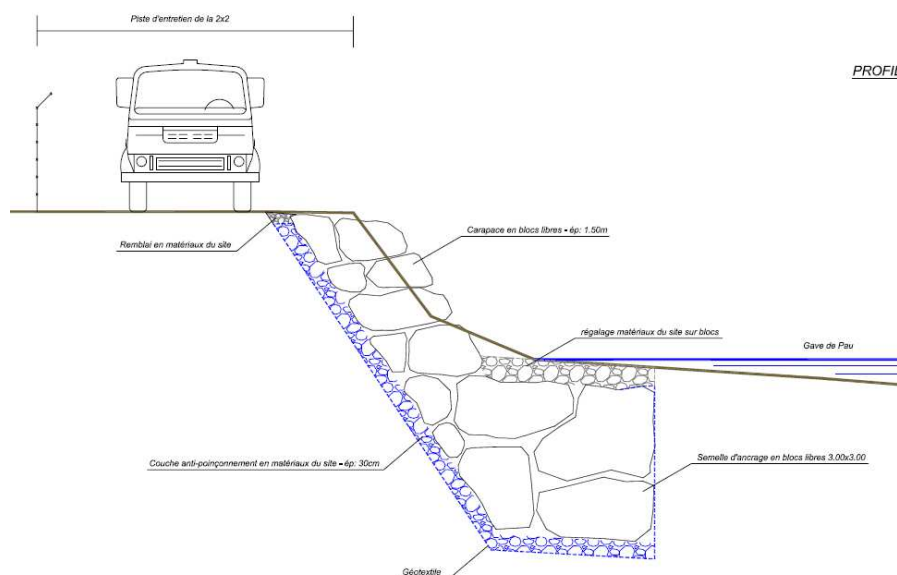 Piste d'entretien de la 2x2
PROFIL
Remblai en matériaux du site
Carapace en blocs libres - ép: 1.50m
régalage matériaux du site sur blocs
Gave de Pau
Couche anti-poinçonnement en matériaux du site - ép: 30cm
Semelle d'ancrage en blocs libres 3.00x3.00
Géotextile